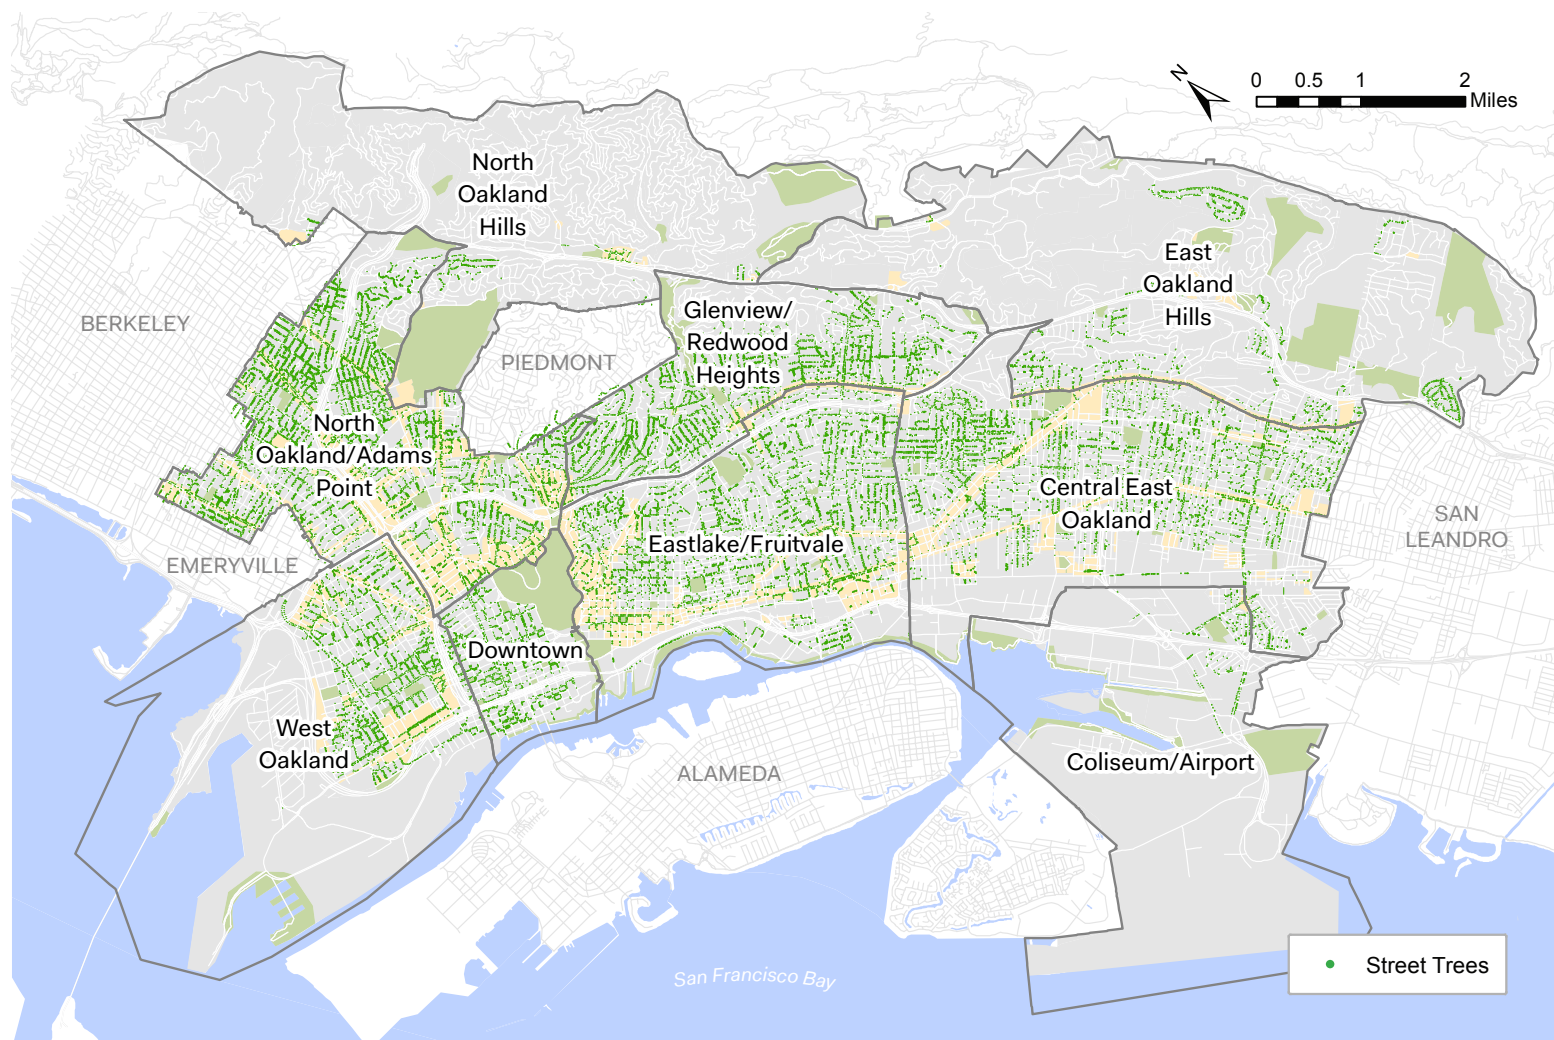 N
0 0.5 1 2
Miles
North
Oakland
Hills
East
Oakland
Hills
BERKELEY
Glenview/
Redwood
Heights
PIEDMONT
North
Oakland/Adams
Point
Central East
Oakland
SAN
LEANDRO
Eastlake/Fruitvale
EMERYVILLE
Downtown
West
Oakland
ALAMEDA
Coliseum/Airport
San Francisco Bay
Street Trees